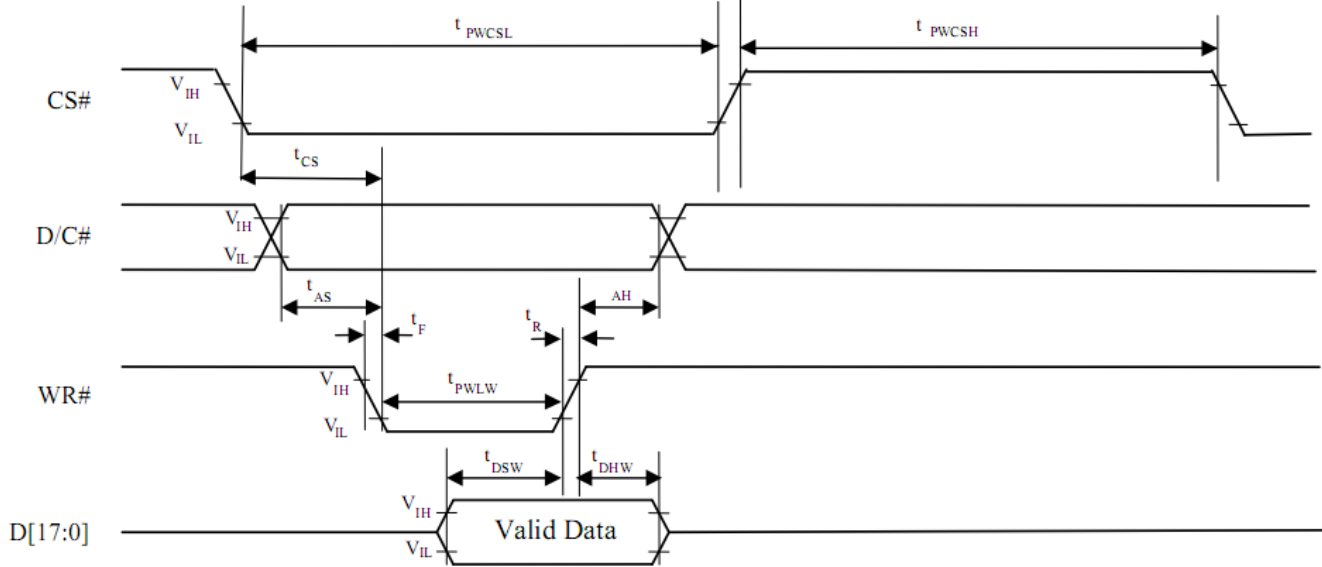 t PWCSL
t PWCSH
CS#
V IH
V IL
t CS
D/C#
V IH
V IL
t AS
AH
t F
t R
WR#
V IH
V IL
t PWLW
t DSW
t DHW
D[17:0]
V IH
V IL
Valid Data